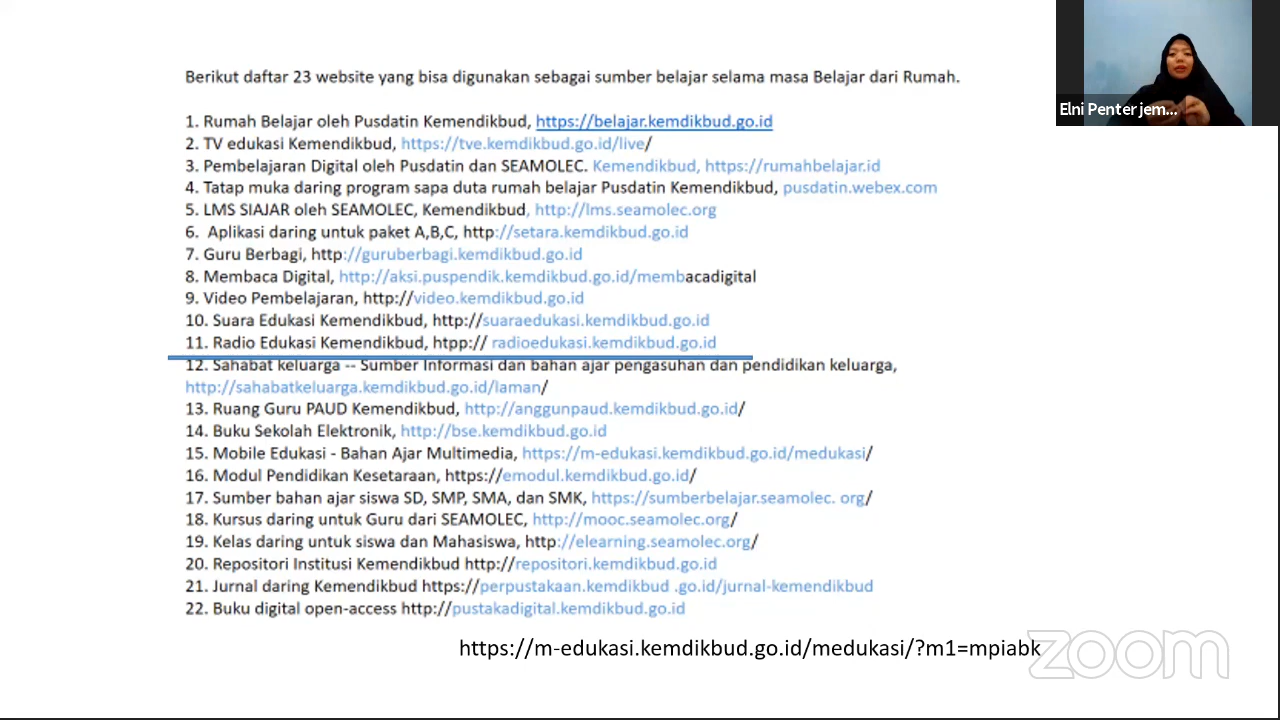 Berikut daftar 23 website yang bisa digunakan sebagai sumber belajar selama masa Belajar dari Rumah.
1. Rumah Belajar oleh Pusdatin Kemendikbud, https://belajar.kemdikbud.go.id
2. TV edukasi Kemendikbud, https://tve.kemdikbud.go.id/live/
3. Pembelajaran Digital oleh Pusdatin dan SEAMOLEC. Kemendikbud, https://rumahbelajar.id
4. Tatap muka daring program sapa duta rumah belajar Pusdatin Kemendikbud, pusdatin.webex.com
5. LMS SIAJAR oleh SEAMOLEC, Kemendikbud, http://lms.seamolec.org
6.  Aplikasi daring untuk paket A,B,C, http://setara.kemdikbud.go.id
7. Guru Berbagi, http://guruberbagi.kemdikbud.go.id
8. Membaca Digital, http://aksi.puspendik.kemdikbud.go.id/membacadigital
9. Video Pembelajaran, http://video.kemdikbud.go.id
10. Suara Edukasi Kemendikbud, http://suaraedukasi.kemdikbud.go.id
11. Radio Edukasi Kemendikbud, htpp:// radioedukasi.kemdikbud.go.id
12. Sahabat keluarga -- Sumber Informasi dan bahan ajar pengasuhan dan pendidikan keluarga,
http://sahabatkeluarga.kemdikbud.go.id/laman/
13. Ruang Guru PAUD Kemendikbud, http://anggunpaud.kemdikbud.go.id/
14. Buku Sekolah Elektronik, http://bse.kemdikbud.go.id
15. Mobile Edukasi - Bahan Ajar Multimedia, https://m-edukasi.kemdikbud.go.id/medukasi/
16. Modul Pendidikan Kesetaraan, https://emodul.kemdikbud.go.id/
17. Sumber bahan ajar siswa SD, SMP, SMA, dan SMK, https://sumberbelajar.seamolec. org/
18. Kursus daring untuk Guru dari SEAMOLEC, http://mooc.seamolec.org/
19. Kelas daring untuk siswa dan Mahasiswa, http://elearning.seamolec.org/
20. Repositori Institusi Kemendikbud http://repositori.kemdikbud.go.id
21. Jurnal daring Kemendikbud https://perpustakaan.kemdikbud .go.id/jurnal-kemendikbud
22. Buku digital open-access http://pustakadigital.kemdikbud.go.id
https://m-edukasi.kemdikbud.go.id/medukasi/?m1=mpiabk
Elni Penterjem...
zoom